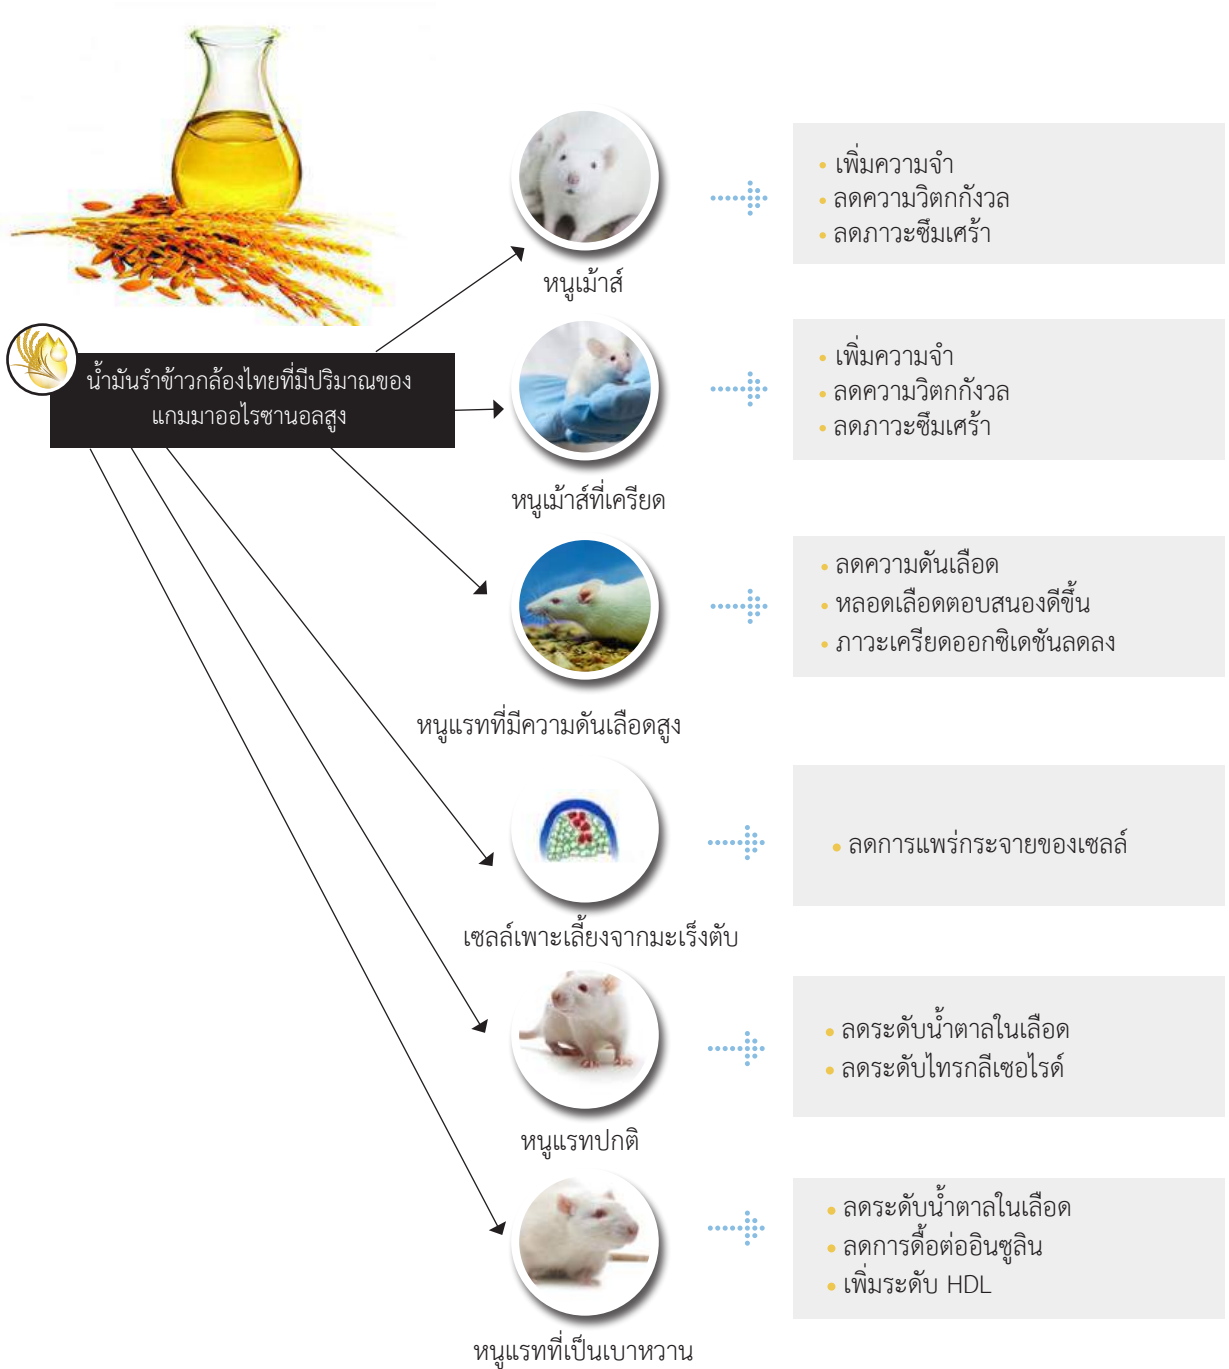 น้ำมันรำข้าวกล้องไทยที่มีปริมาณของ
แกมมาออไรซานอลสูง
หนูเม้าส์
• เพิ่มความจำ
• ลดความวิตกกังวล
• ลดภาวะซึมเศร้า
หนูเม้าส์ที่เครียด
• เพิ่มความจำ
• ลดความวิตกกังวล
• ลดภาวะซึมเศร้า
หนูแรทที่มีความดันเลือดสูง
• ลดความดันเลือด
• หลอดเลือดตอบสนองดีขึ้น
• ภาวะเครียดออกซิเดชันลดลง
เซลล์เพาะเลี้ยงจากมะเร็งตับ
• ลดการแพร่กระจายของเซลล์
หนูแรทปกติ
• ลดระดับน้ำตาลในเลือด
• ลดระดับไทรกลีเซอไรด์
หนูแรทที่เป็นเบาหวาน
• ลดระดับน้ำตาลในเลือด
• ลดการดื้อต่ออินซูลิน
• เพิ่มระดับ HDL